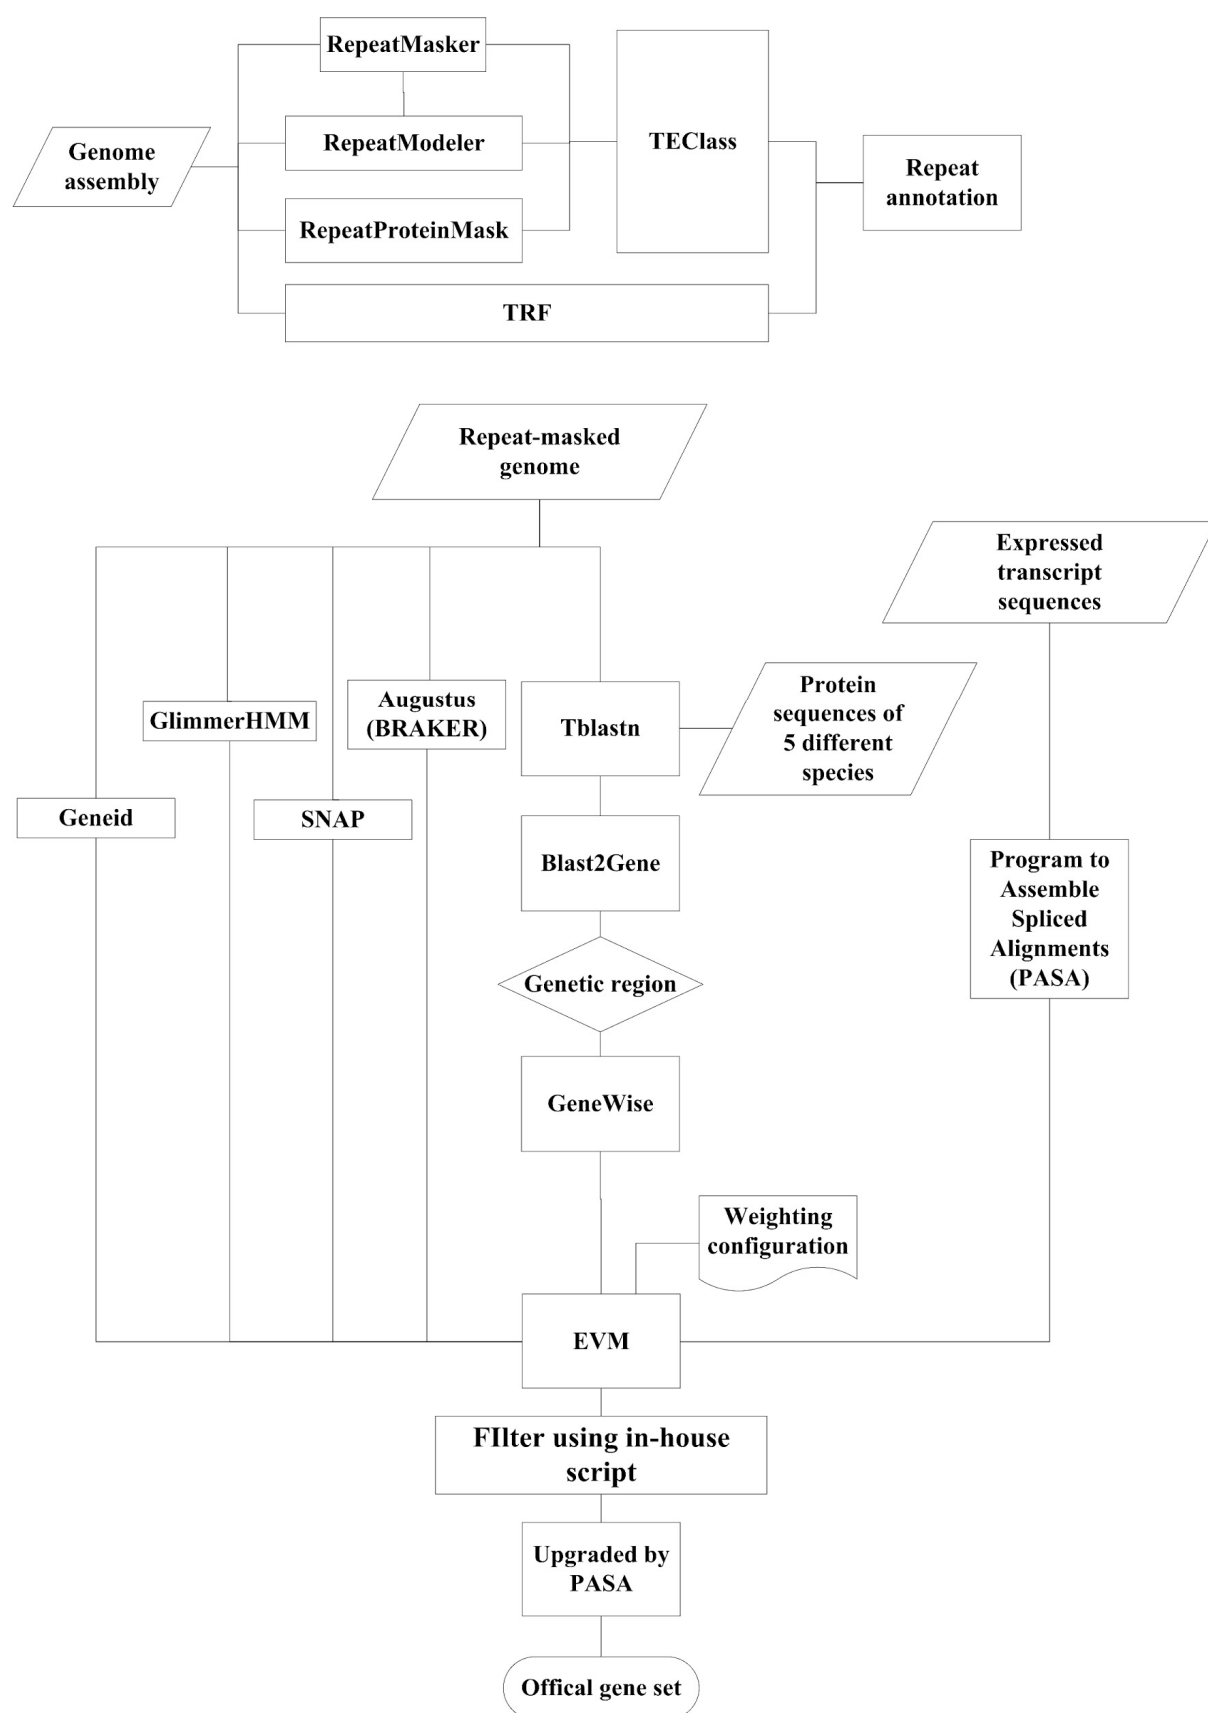 RepeatMasker
Genome
assembly
RepeatModeler
TEClass
Repeat
annotation
RepeatProteinMask
TRF
Repeat-masked
genome
Expressed
transcript
sequences
GlimmerHMM
Augustus
(BRAKER)
Tblastn
Protein
sequences of
5 different
species
Geneid
SNAP
Blast2Gene
Program to
Assemble
Spliced
Alignments
(PASA)
Genetic region
GeneWise
Weighting
configuration
EVM
FIlter using in-house
script
Upgraded by
PASA
Offical gene set